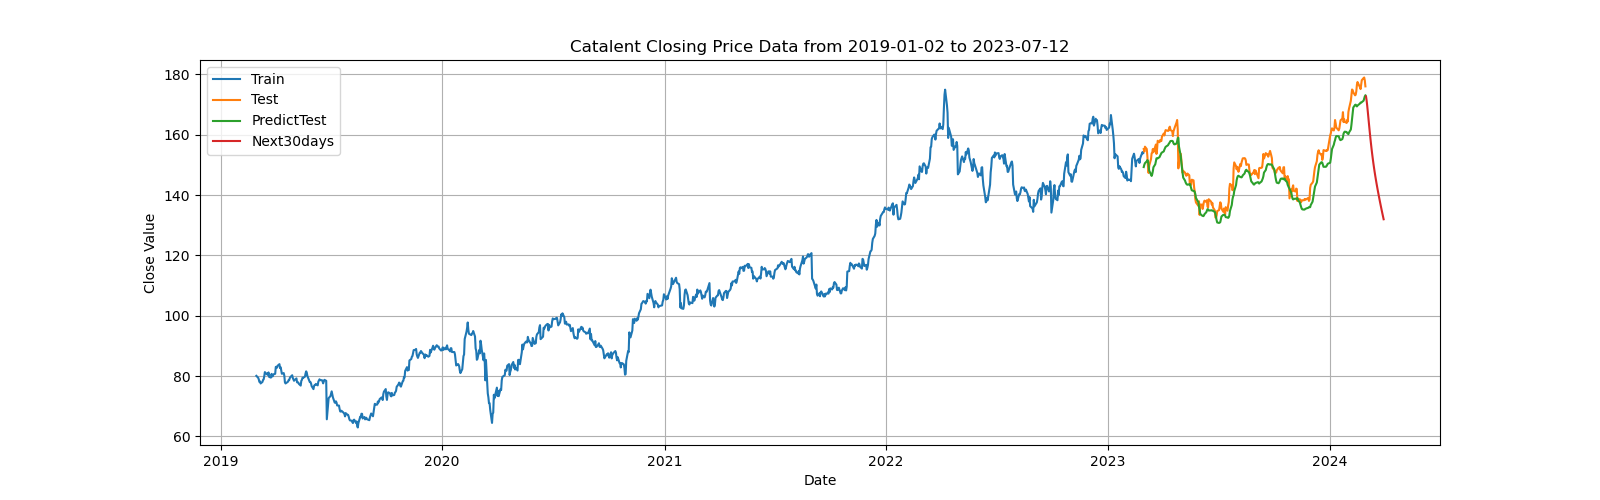 Catalent Closing Price Data from 2019-01-02 to 2023-07-12
Train
Test
PredictTest
Next30days
180
160
140
120
100
80
60
Close Value
2019
2020
2021
2022
2023
2024
Date